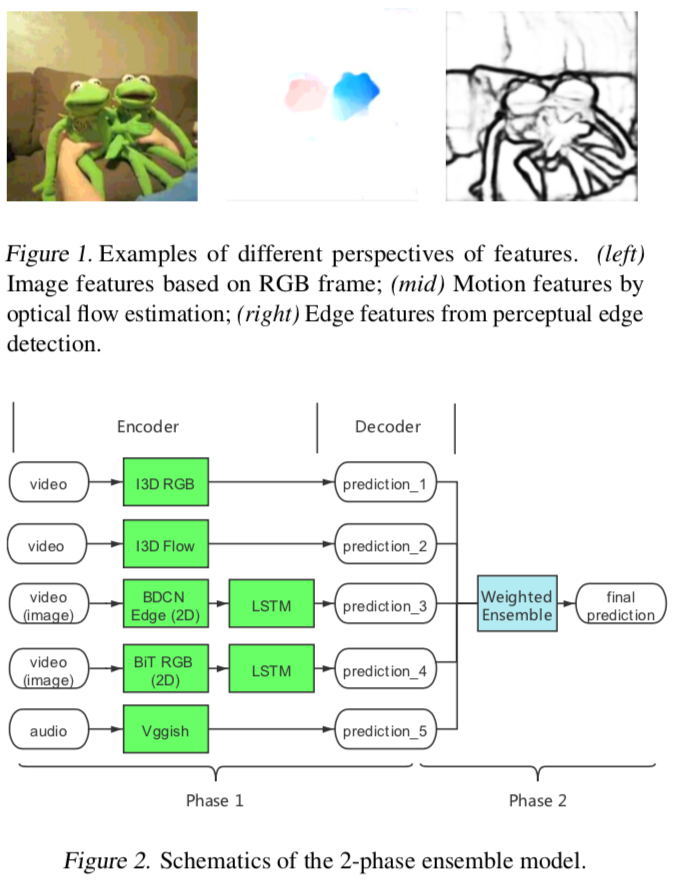 Figure 1. Examples of different perspectives of features. (left)
Image features based on RGB frame; (mid) Motion features by
optical flow estimation; (right) Edge features from perceptual edge
detection.
Encoder
Decoder
video
I3D RGB
prediction_1
video
I3D Flow
prediction_2
video
(image)
BDCN
Edge (2D)
LSTM
prediction_3
Weighted
Ensemble
final
prediction
video
(image)
BiT RGB
(2D)
LSTM
prediction_4
audio
Vggish
prediction_5
Phase 1
Phase 2
Figure 2. Schematics of the 2-phase ensemble model.